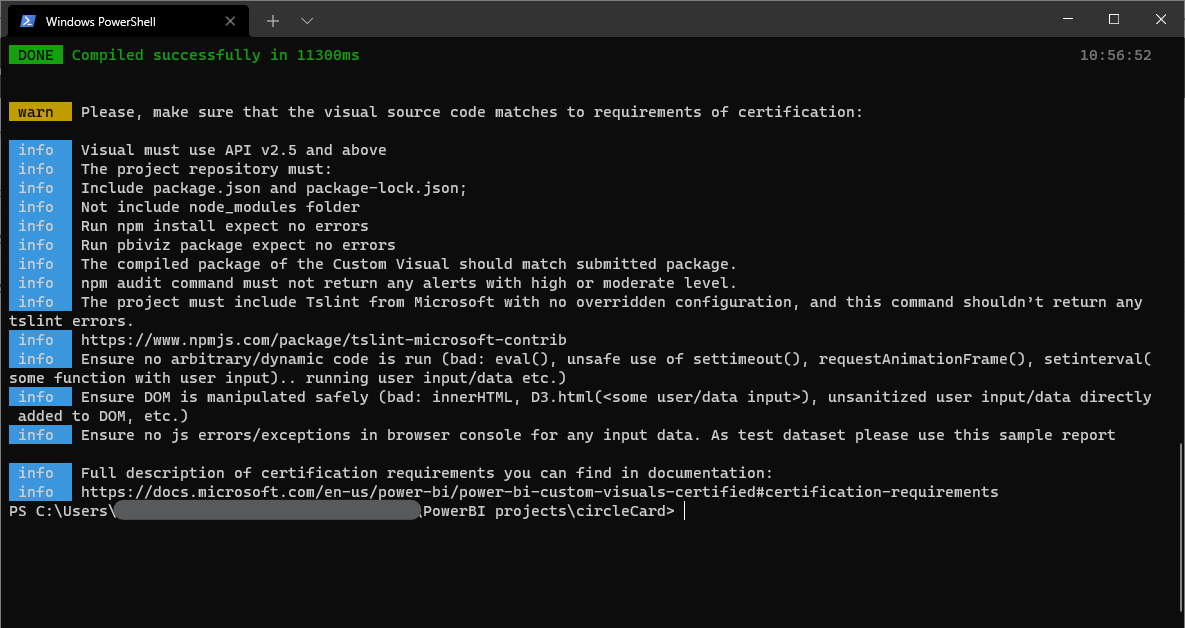 Windows PowerShell
DONE Compiled successfully in 11300ms 10:56:52
warn Please, make sure that the visual source code matches to requirements of certification:
info Visual must use API v2.5 and above
info The project repository must:
info Include package.json and package-lock.json;
info Not include node_modules folder
info Run npm install expect no errors
info Run pbiviz package expect no errors
info The compiled package of the Custom Visual should match submitted package.
info npm audit command must not return any alerts with high or moderate level.
info The project must include Tslint from Microsoft with no overridden configuration, and this command shouldn’t return any
tslint errors.
info https://www.npmjs.com/package/tslint-microsoft-contrib
info Ensure no arbitrary/dynamic code is run (bad: eval(), unsafe use of settimeout(), requestAnimationFrame(), setinterval(
some function with user input).. running user input/data etc.)
info Ensure DOM is manipulated safely (bad: innerHTML, D3.html(<some user/data input>), unsanitized user input/data directly
added to DOM, etc.)
info Ensure no js errors/exceptions in browser console for any input data. As test dataset please use this sample report
info Full description of certification requirements you can find in documentation:
info https://docs.microsoft.com/en-us/power-bi/power-bi-custom-visuals-certified#certification-requirements
PS C:\Users\ \PowerBI projects\circleCard>